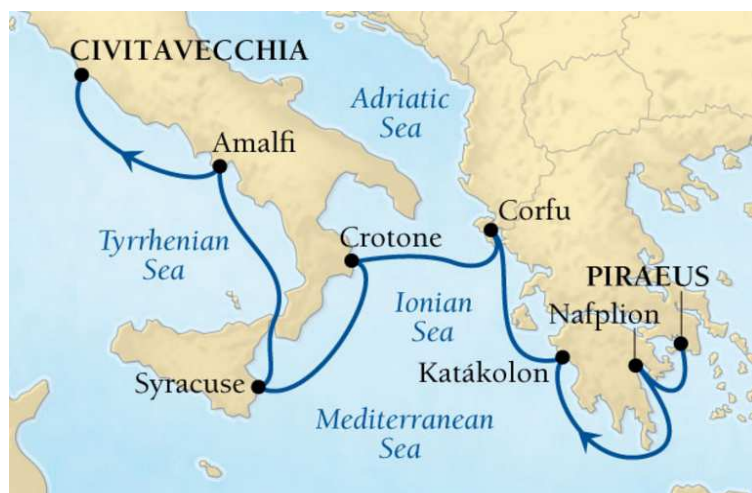 CIVITAVECCHIA
Adriatic
Sea
Amalfi
Corfu
Tyrrhenian
Sea
Crotone
PIRAEUS
Ionian
Sea
Nafplion
Katákolon
Syracuse
Mediterranean
Sea